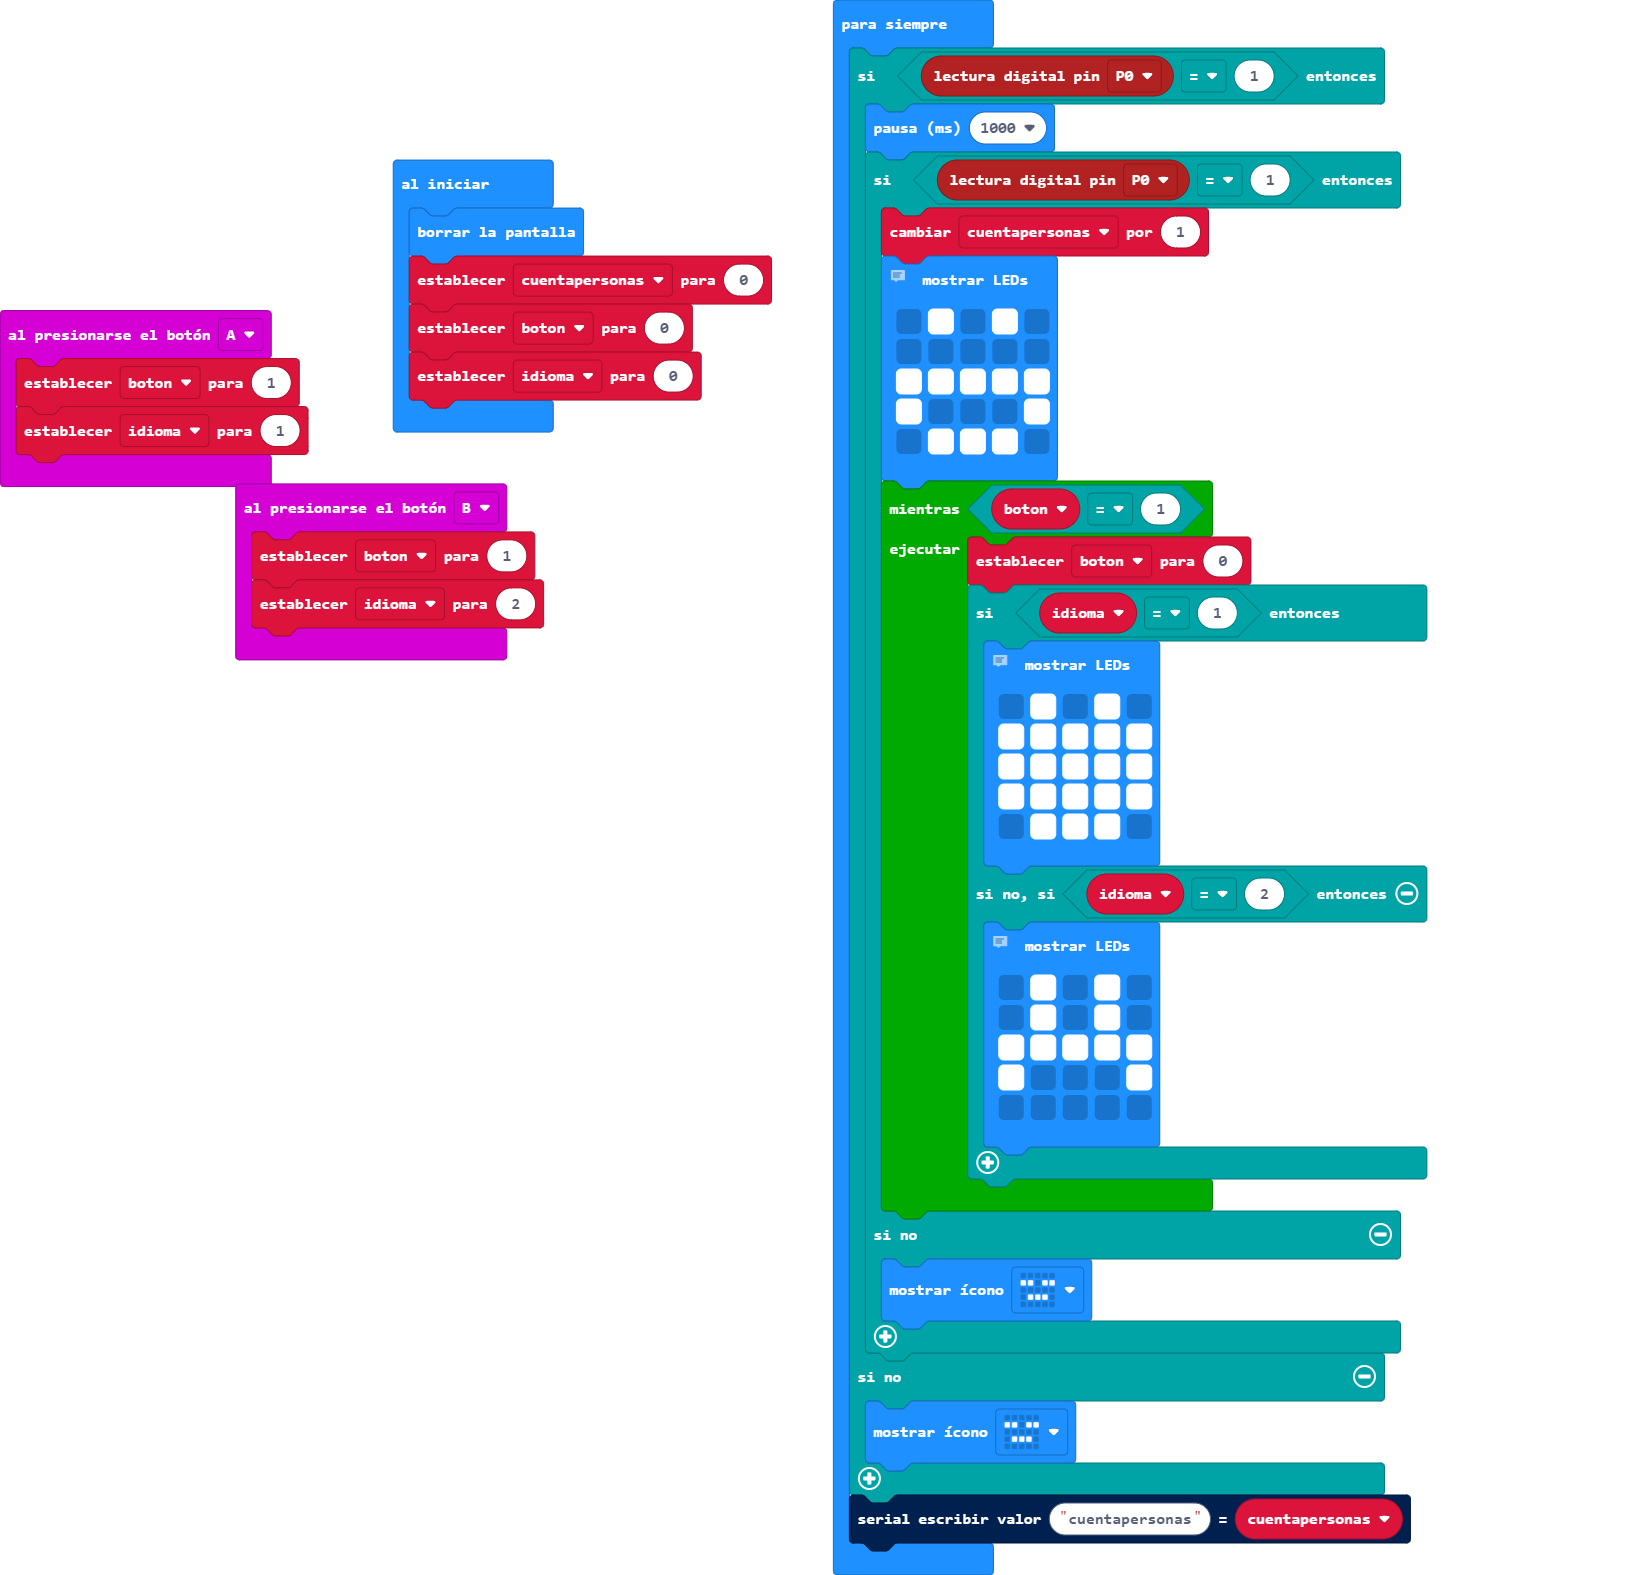 al presionarse el botón A
establecer boton para 1
establecer idioma para 1
al presionarse el botón B
establecer boton para 1
establecer idioma para 2
al iniciar
borrar la pantalla
establecer cuentapersonas para 0
establecer boton para 0
establecer idioma para 0
para siempre
si lectura digital pin P0 = 1 entonces
pausa (ms) 1000
si lectura digital pin P0 = 1 entonces
cambiar cuentapersonas por 1
mostrar LEDs
mientras boton = 1
ejecutar establecer boton para 0
si idioma = 1 entonces
mostrar LEDs
si no, si idioma = 2 entonces
mostrar LEDs
si no
mostrar ícono
si no
mostrar ícono
serial escribir valor "cuentapersonas" = cuentapersonas